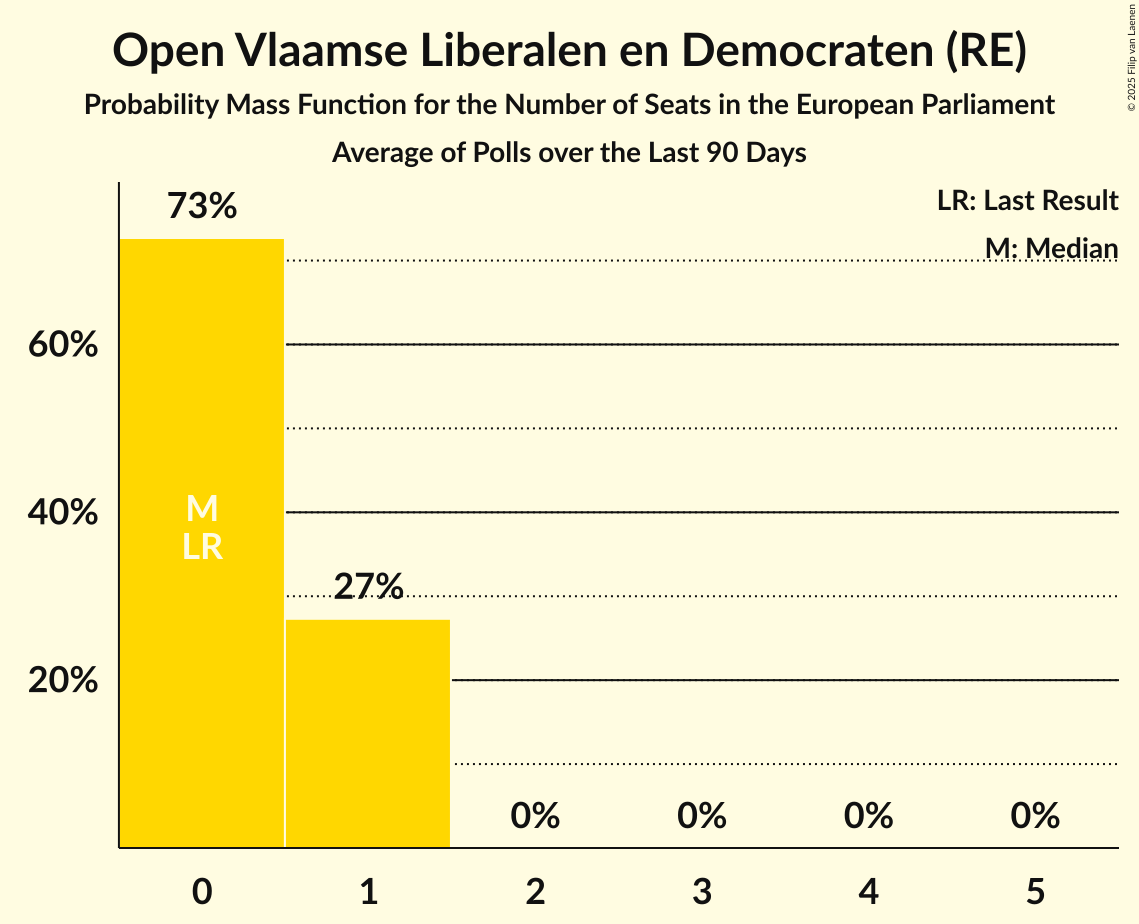 Open Vlaamse Liberalen en Democraten (RE)
Probability Mass Function for the Number of Seats in the European Parliament
Average of Polls over the Last 90 Days
© 2025 Filip van Laenen
LR: Last Result
M: Median
73%
60%
40%
20%
M
LR
27%
0% 0% 0% 0%
0 1 2 3 4 5